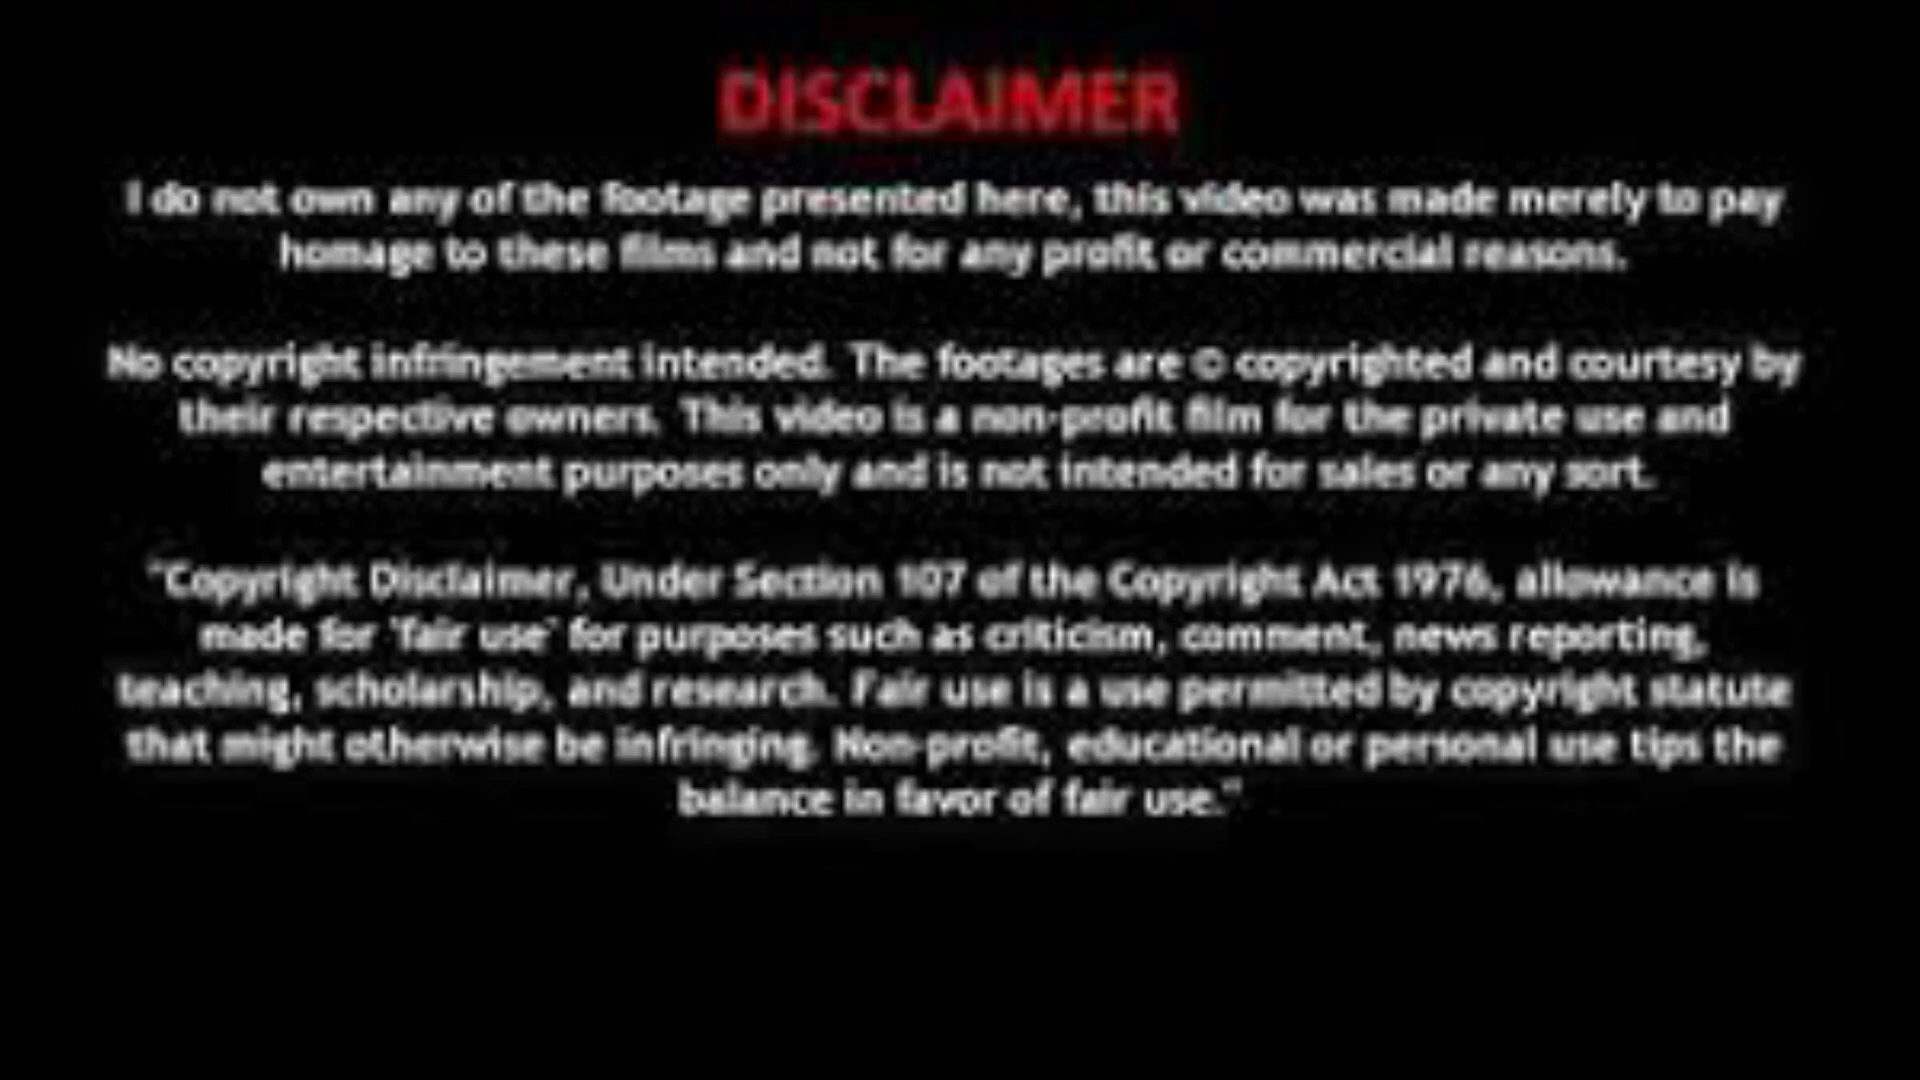 DISCLAIMER
I do not own any of the footage presented here, this video was made merely to pay
homage to these films and not for any profit or commercial reasons.
No copyright infringement intended. The footages are © copyrighted and courtesy by
their respective owners. This video is a non-profit film for the private use and
entertainment purposes only and is not intended for sales or any sort.
"Copyright Disclaimer, Under Section 107 of the Copyright Act 1976, allowance is
made for 'fair use' for purposes such as criticism, comment, news reporting,
teaching, scholarship, and research. Fair use is a use permitted by copyright statute
that might otherwise be infringing. Non-profit, educational or personal use tips the
balance in favor of fair use."